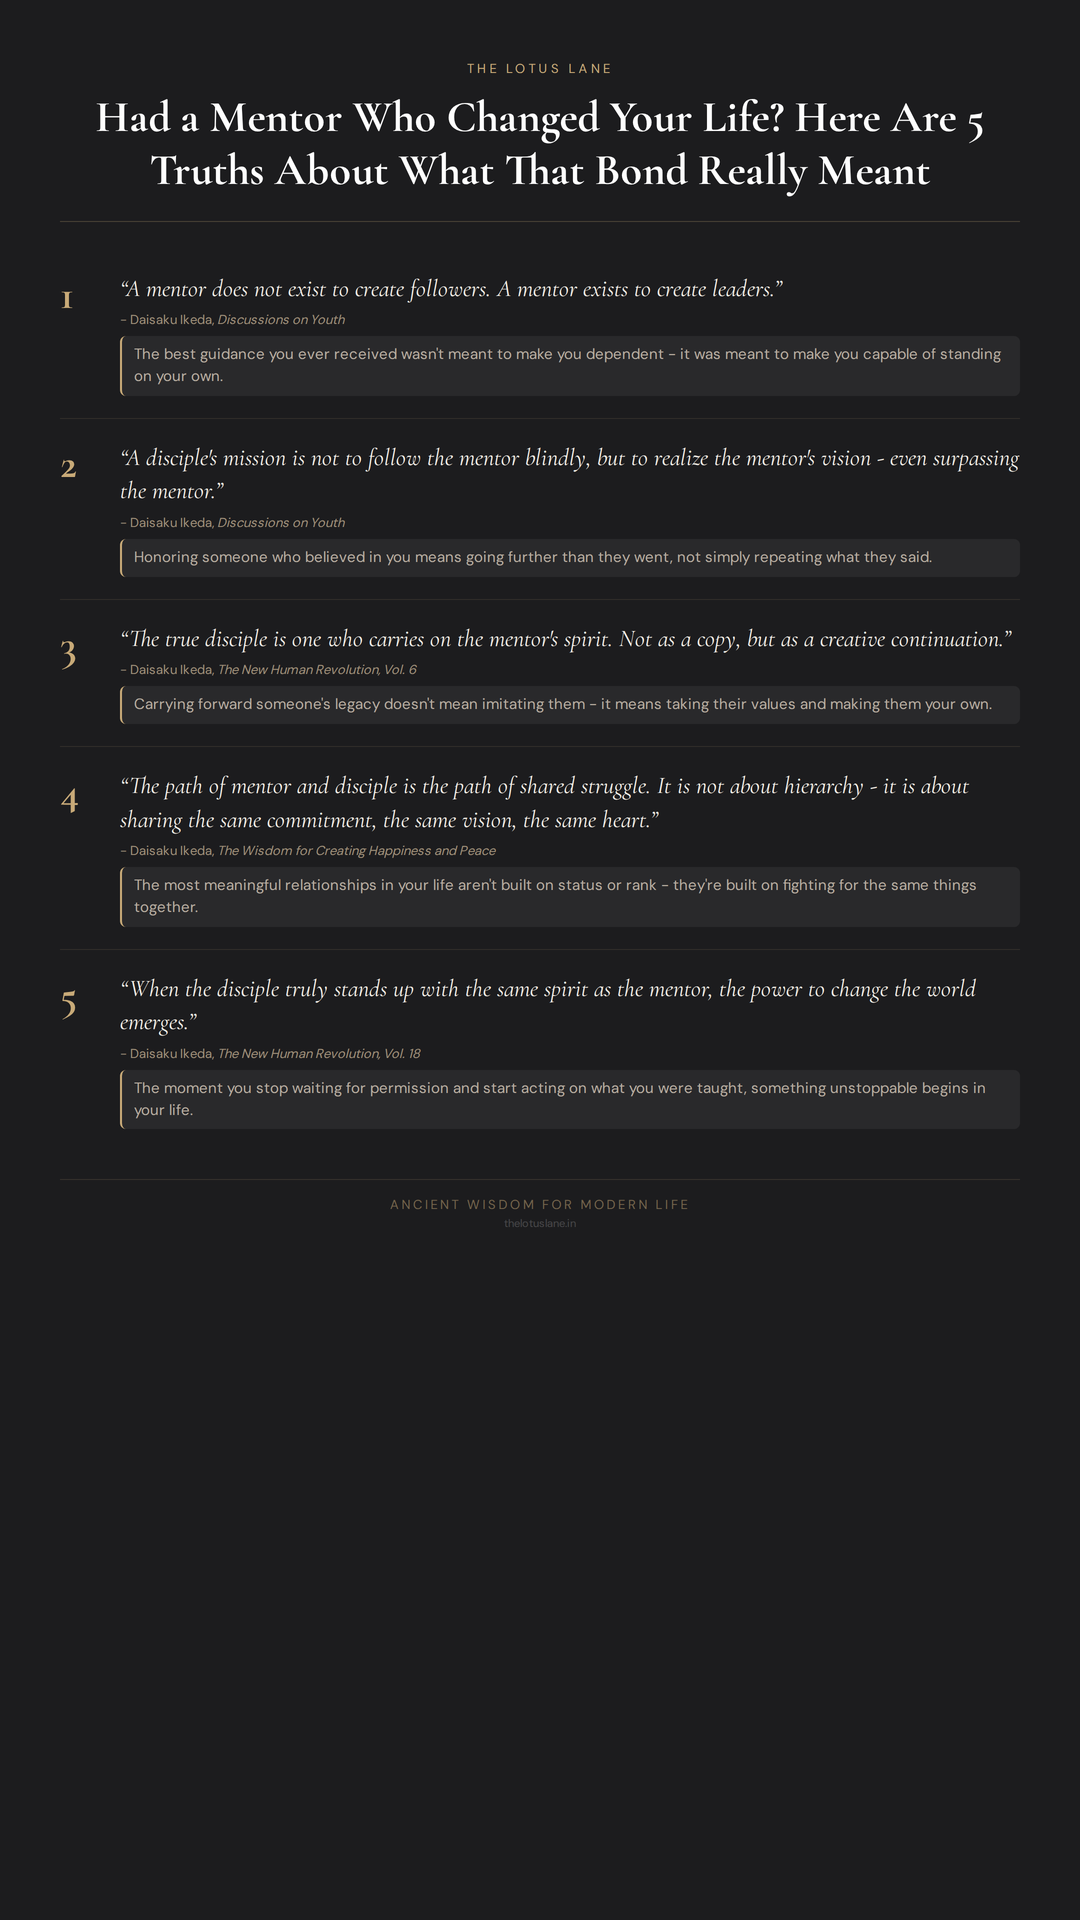 THE LOTUS LANE
Had a Mentor Who Changed Your Life? Here Are 5
Truths About What That Bond Really Meant
1
“A mentor does not exist to create followers. A mentor exists to create leaders.”
– Daisaku Ikeda, Discussions on Youth
The best guidance you ever received wasn't meant to make you dependent – it was meant to make you capable of standing
on your own.
2
“A disciple's mission is not to follow the mentor blindly, but to realize the mentor's vision - even surpassing
the mentor.”
– Daisaku Ikeda, Discussions on Youth
Honoring someone who believed in you means going further than they went, not simply repeating what they said.
3
“The true disciple is one who carries on the mentor's spirit. Not as a copy, but as a creative continuation.”
– Daisaku Ikeda, The New Human Revolution, Vol. 6
Carrying forward someone's legacy doesn't mean imitating them – it means taking their values and making them your own.
4
“The path of mentor and disciple is the path of shared struggle. It is not about hierarchy - it is about
sharing the same commitment, the same vision, the same heart.”
– Daisaku Ikeda, The Wisdom for Creating Happiness and Peace
The most meaningful relationships in your life aren't built on status or rank – they're built on fighting for the same things
together.
5
“When the disciple truly stands up with the same spirit as the mentor, the power to change the world
emerges.”
– Daisaku Ikeda, The New Human Revolution, Vol. 18
The moment you stop waiting for permission and start acting on what you were taught, something unstoppable begins in
your life.
ANCIENT WISDOM FOR MODERN LIFE
thelotuslane.in